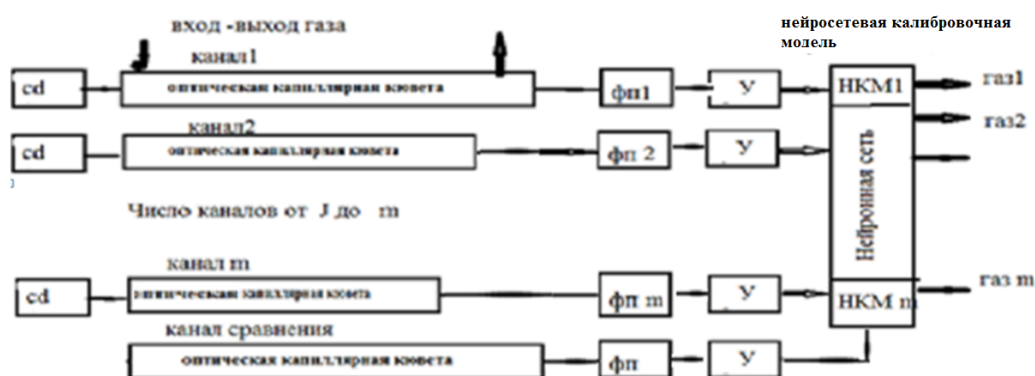 вход -выход газа
нейросетевая калибровочная
модель
канал1
cd
оптическая капиллярная кювета
фп1
У
НКМ1
газ1
канал2
газ2
cd
оптическая капиллярная кювета
фп 2
У
Нейронная сеть
Число каналов от J до m
канал m
cd
оптическая капиллярная кювета
фп m
У
НКМ m
газ m
канал сравнения
оптическая капиллярная кювета
фп
У